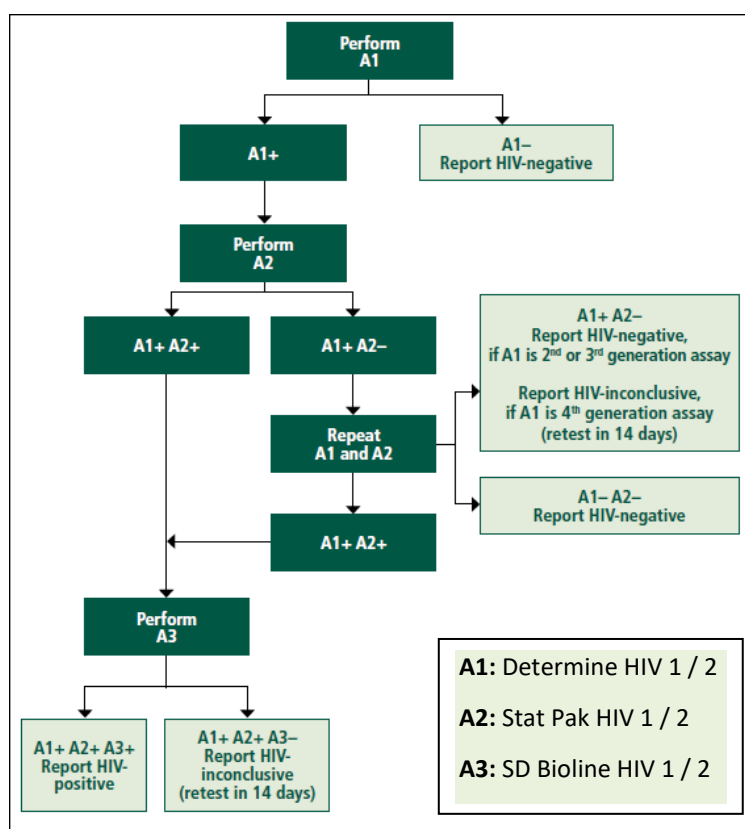 Perform
A1
A1+
A1–
Report HIV-negative
Perform
A2
A1+ A2+
A1+ A2–
A1+ A2–
Report HIV-negative,
if A1 is 2nd or 3rd generation assay
Report HIV-inconclusive,
if A1 is 4th generation assay
(retest in 14 days)
Repeat
A1 and A2
A1– A2–
Report HIV-negative
A1+ A2+
Perform
A3
A1+ A2+ A3+
Report HIV-
positive
A1+ A2+ A3–
Report HIV-
inconclusive
(retest in 14 days)
A1: Determine HIV 1 / 2
A2: Stat Pak HIV 1 / 2
A3: SD Bioline HIV 1 / 2